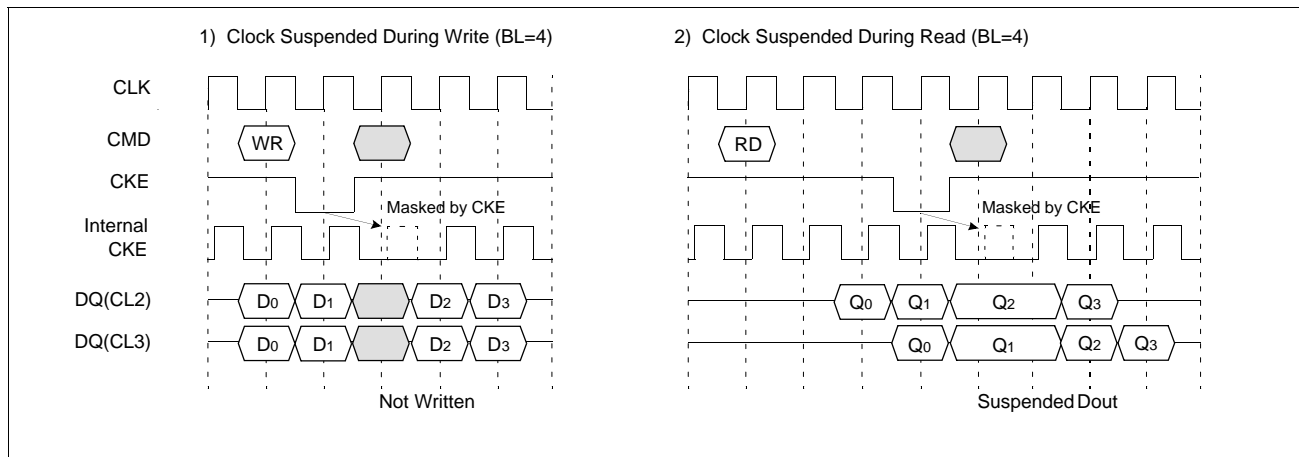 1) Clock Suspended During Write (BL=4) 2) Clock Suspended During Read (BL=4)
CLK
CMD WR RD
CKE
Masked by CKE Masked by CKE
Internal
CKE
DQ(CL2) D0 D1 D2 D3 Q0 Q1 Q2 Q3
DQ(CL3) D0 D1 D2 D3 Q0 Q1 Q2 Q3
Not Written Suspended Dout